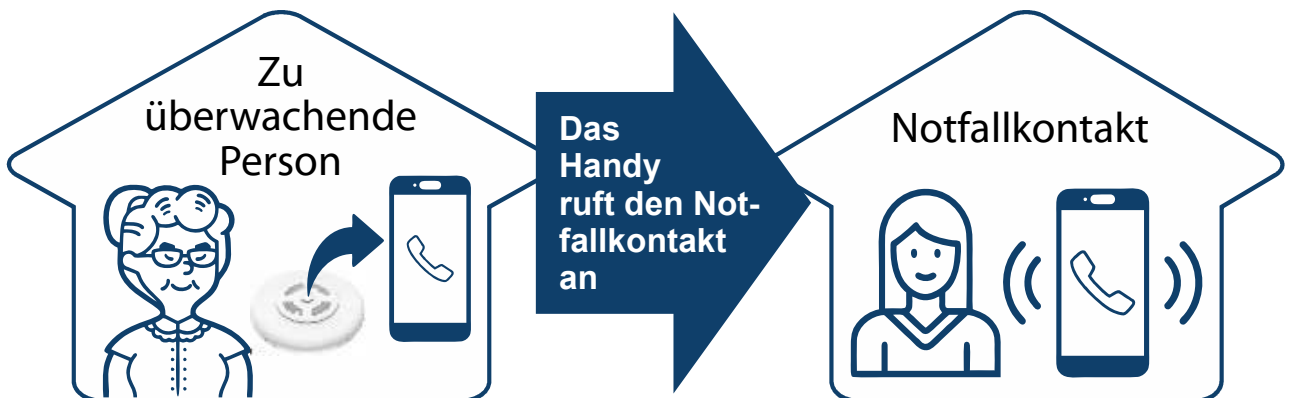 Zu
überwachende
Person
Das
Handy
ruft den Not-
fallkontakt
an
Notfallkontakt